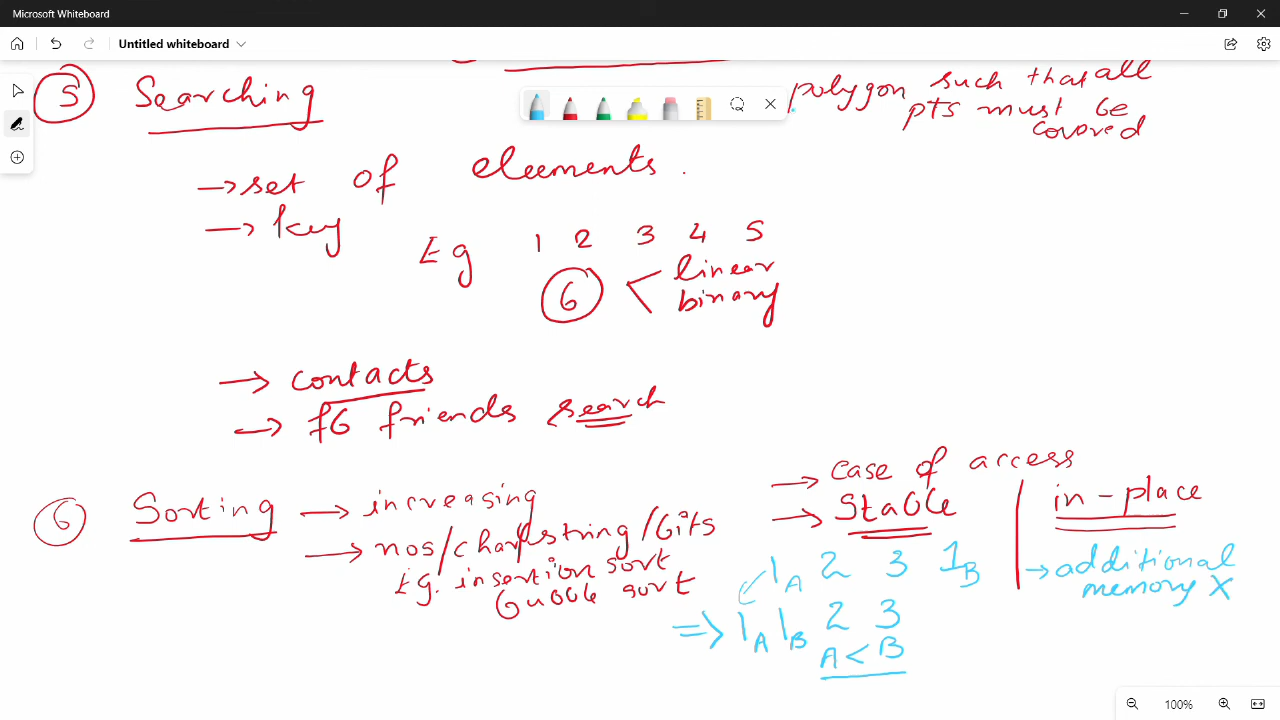 Microsoft Whiteboard
Untitled whiteboard
5 Searching
polygon such that all
pts must be
covered
→ set of elements.
→ key
Eg 1 2 3 4 5
6 < linear
binary
→ contacts
→ fb friends search
6 Sorting → increasing
→ nos/char/string/bits
Eg. insertion sort
bubble sort
→ ease of access
→ Stable
1A 2 3 1B
⇒ 1A 1B 2 3
A < B
in-place
→ additional
memory X
100%